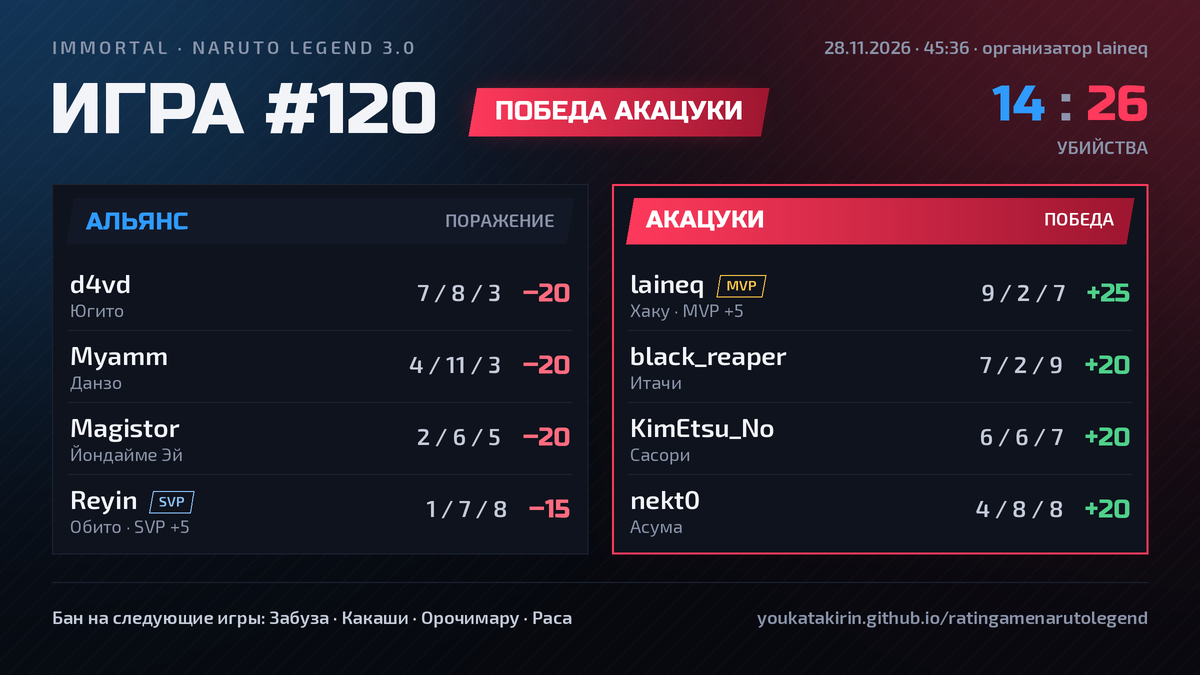 IMMORTAL · NARUTO LEGEND 3.0
28.11.2026 · 45:36 · организатор laineq
ИГРА #120
ПОБЕДА АКАЦУКИ
14 : 26
УБИЙСТВА
АЛЬЯНС
ПОРАЖЕНИЕ
d4vd
7 / 8 / 3 −20
Югито
Myamm
4 / 11 / 3 −20
Данзо
Magistor
2 / 6 / 5 −20
Йондайме Эй
Reyin SVP
1 / 7 / 8 −15
Обито · SVP +5
АКАЦУКИ
ПОБЕДА
laineq MVP
9 / 2 / 7 +25
Хаку · MVP +5
black_reaper
7 / 2 / 9 +20
Итачи
KimEtsu_No
6 / 6 / 7 +20
Сасори
nekt0
4 / 8 / 8 +20
Асума
Бан на следующие игры: Забуза · Какаши · Орочимару · Раса
youkatakirin.github.io/ratingamenarutolegend